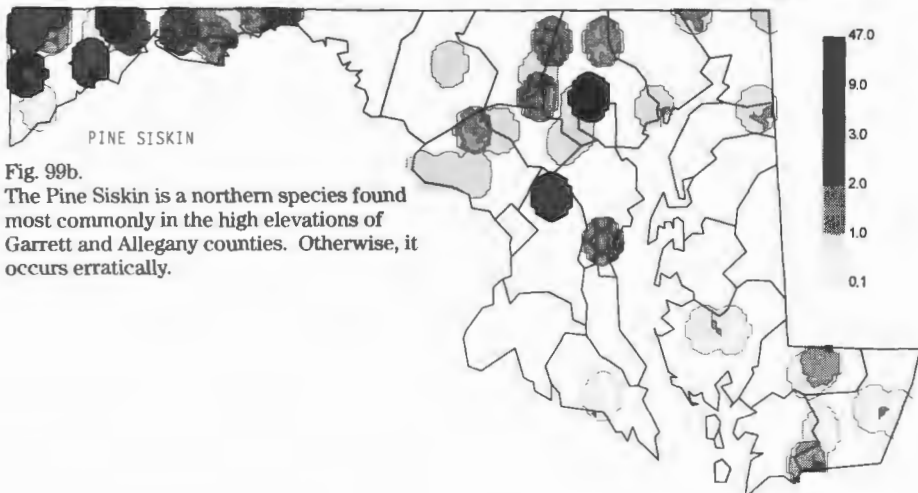 47.0
9.0
3.0
2.0
1.0
0.1
PINE SISKIN
Fig. 99b.
The Pine Siskin is a northern species found
most commonly in the high elevations of
Garrett and Allegany counties. Otherwise, it
occurs erratically.